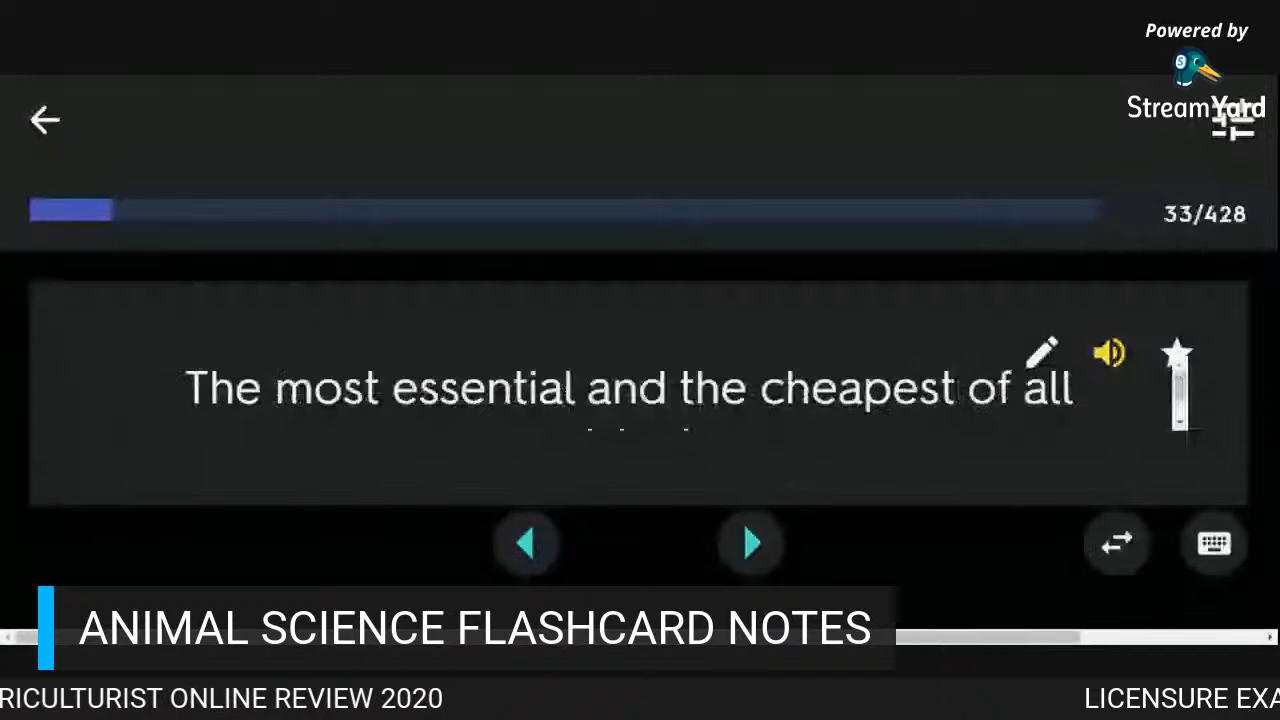 Powered by
StreamYard
33/428
The most essential and the cheapest of all
ANIMAL SCIENCE FLASHCARD NOTES
RICULTURIST ONLINE REVIEW 2020
LICENSURE EXA